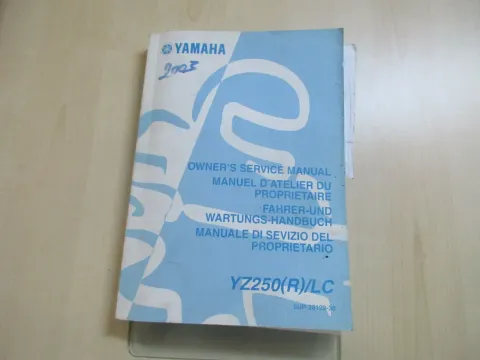 YAMAHA
2003
OWNER'S SERVICE MANUAL
MANUEL D'ATELIER DU
PROPRIETAIRE
FAHRER-UND
WARTUNGS-HANDBUCH
MANUALE DI SEVIZIO DEL
PROPRIETARIO
YZ250(R)/LC